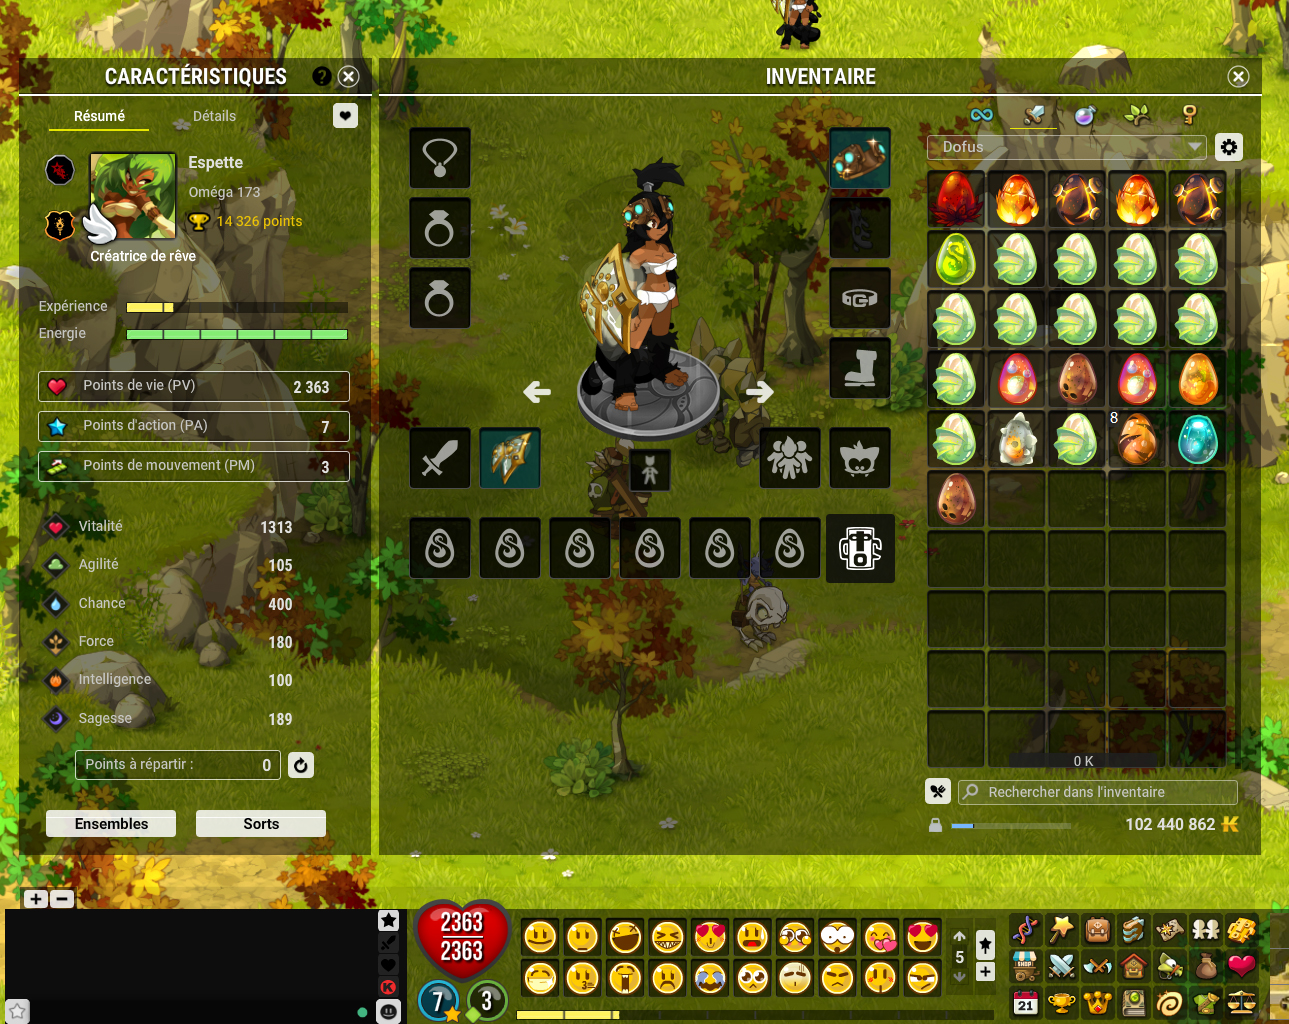 CARACTÉRISTIQUES
?
Résumé
Détails
Espette
Oméga 173
14 326 points
Créatrice de rêve
Expérience
Energie
Points de vie (PV) 2 363
Points d'action (PA) 7
Points de mouvement (PM) 3
Vitalité 1313
Agilité 105
Chance 400
Force 180
Intelligence 100
Sagesse 189
Points à répartir : 0
Ensembles
Sorts
INVENTAIRE
Dofus
8
0 K
Rechercher dans l'inventaire
102 440 862 K
K
2363
2363
7
3
5
SHOP
21